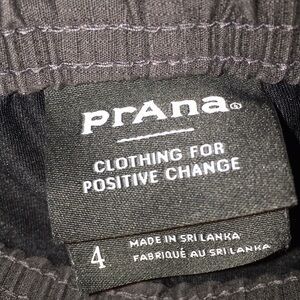 prAna®
CLOTHING FOR
POSITIVE CHANGE
4
MADE IN SRI LANKA
FABRIQUÉ AU SRI LANKA